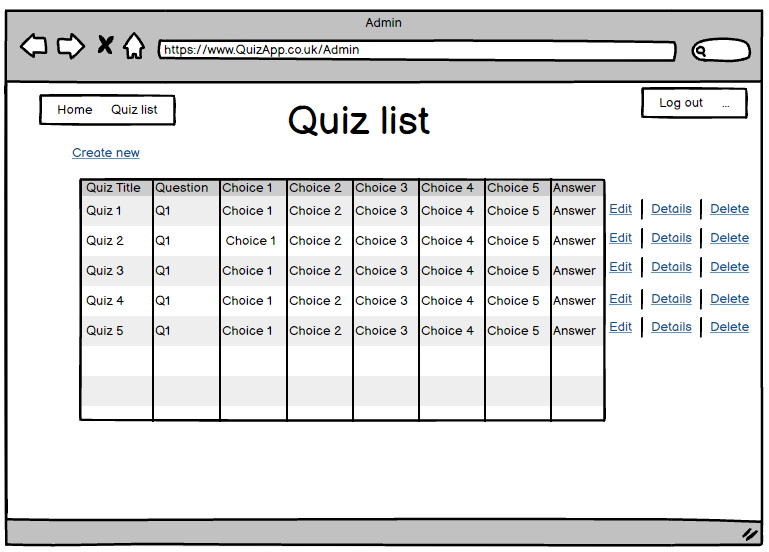 Admin
https://www.QuizApp.co.uk/Admin
Home Quiz list
Quiz list
Log out ...
Create new
Quiz Title Question Choice 1 Choice 2 Choice 3 Choice 4 Choice 5 Answer
Quiz 1 Q1 Choice 1 Choice 2 Choice 3 Choice 4 Choice 5 Answer Edit Details Delete
Quiz 2 Q1 Choice 1 Choice 2 Choice 3 Choice 4 Choice 5 Answer Edit Details Delete
Quiz 3 Q1 Choice 1 Choice 2 Choice 3 Choice 4 Choice 5 Answer Edit Details Delete
Quiz 4 Q1 Choice 1 Choice 2 Choice 3 Choice 4 Choice 5 Answer Edit Details Delete
Quiz 5 Q1 Choice 1 Choice 2 Choice 3 Choice 4 Choice 5 Answer Edit Details Delete